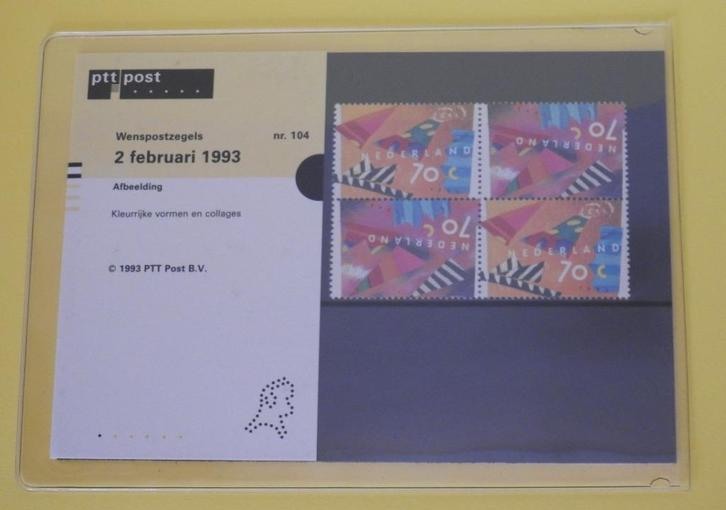 ptt post
Wenspostzegels nr. 104
2 februari 1993
Afbeelding
Kleurrijke vormen en collages
© 1993 PTT Post B.V.
NEDERLAND
70 c
70 c
NEDERLAND
70 c
NEDERLAND
NEDERLAND
70 c